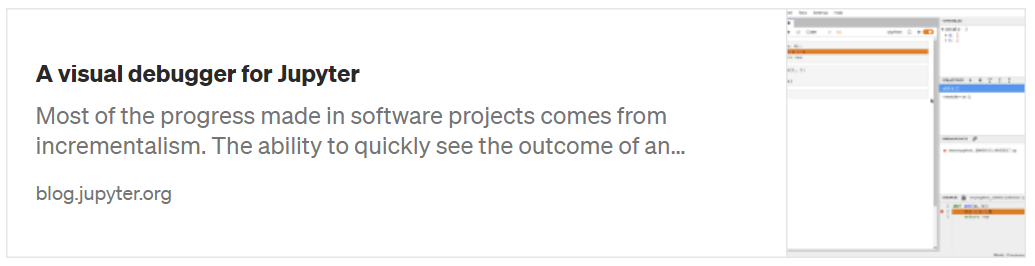 A visual debugger for Jupyter
Most of the progress made in software projects comes from
incrementalism. The ability to quickly see the outcome of an...
blog.jupyter.org
Code